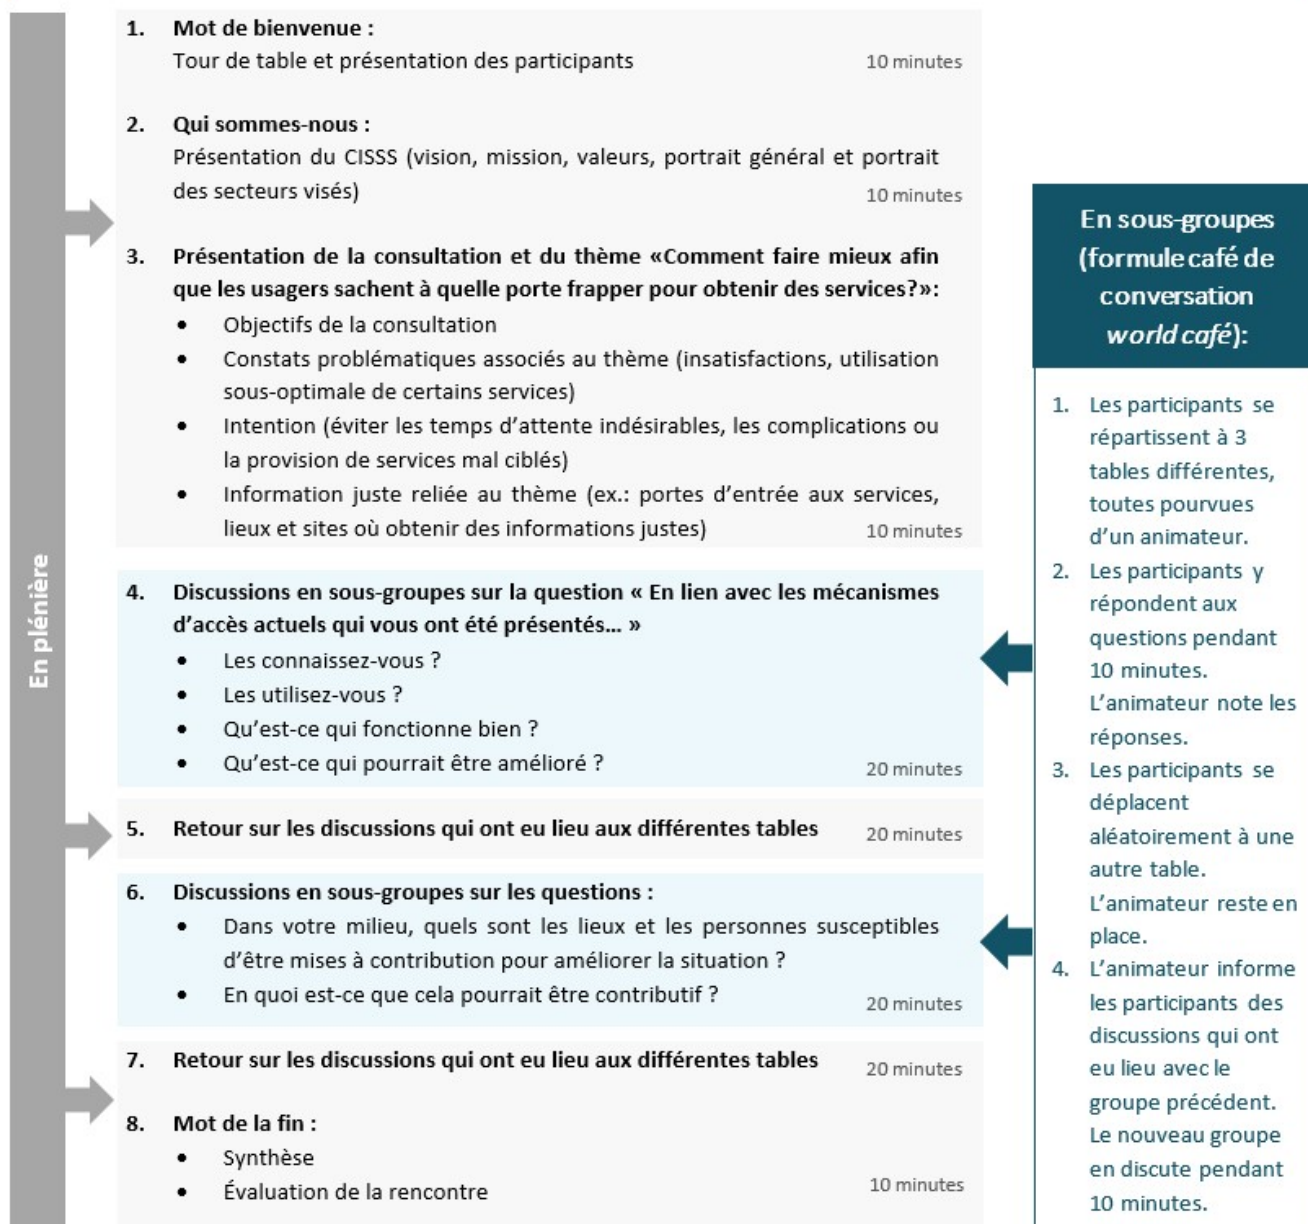 En plénière
1. Mot de bienvenue :
Tour de table et présentation des participants 10 minutes
2. Qui sommes-nous :
Présentation du CISSS (vision, mission, valeurs, portrait général et portrait
des secteurs visés) 10 minutes
3. Présentation de la consultation et du thème «Comment faire mieux afin
que les usagers sachent à quelle porte frapper pour obtenir des services?»:
• Objectifs de la consultation
• Constats problématiques associés au thème (insatisfactions, utilisation
sous-optimale de certains services)
• Intention (éviter les temps d’attente indésirables, les complications ou
la provision de services mal ciblés)
• Information juste reliée au thème (ex.: portes d’entrée aux services,
lieux et sites où obtenir des informations justes) 10 minutes
4. Discussions en sous-groupes sur la question « En lien avec les mécanismes
d’accès actuels qui vous ont été présentés… »
• Les connaissez-vous ?
• Les utilisez-vous ?
• Qu’est-ce qui fonctionne bien ?
• Qu’est-ce qui pourrait être amélioré ? 20 minutes
5. Retour sur les discussions qui ont eu lieu aux différentes tables 20 minutes
6. Discussions en sous-groupes sur les questions :
• Dans votre milieu, quels sont les lieux et les personnes susceptibles
d’être mises à contribution pour améliorer la situation ?
• En quoi est-ce que cela pourrait être contributif ? 20 minutes
7. Retour sur les discussions qui ont eu lieu aux différentes tables 20 minutes
8. Mot de la fin :
• Synthèse
• Évaluation de la rencontre 10 minutes
En sous-groupes
(formule café de
conversation
world café):
1. Les participants se
répartissent à 3
tables différentes,
toutes pourvues
d’un animateur.
2. Les participants y
répondent aux
questions pendant
10 minutes.
L’animateur note les
réponses.
3. Les participants se
déplacent
aléatoirement à une
autre table.
L’animateur reste en
place.
4. L’animateur informe
les participants des
discussions qui ont
eu lieu avec le
groupe précédent.
Le nouveau groupe
en discute pendant
10 minutes.